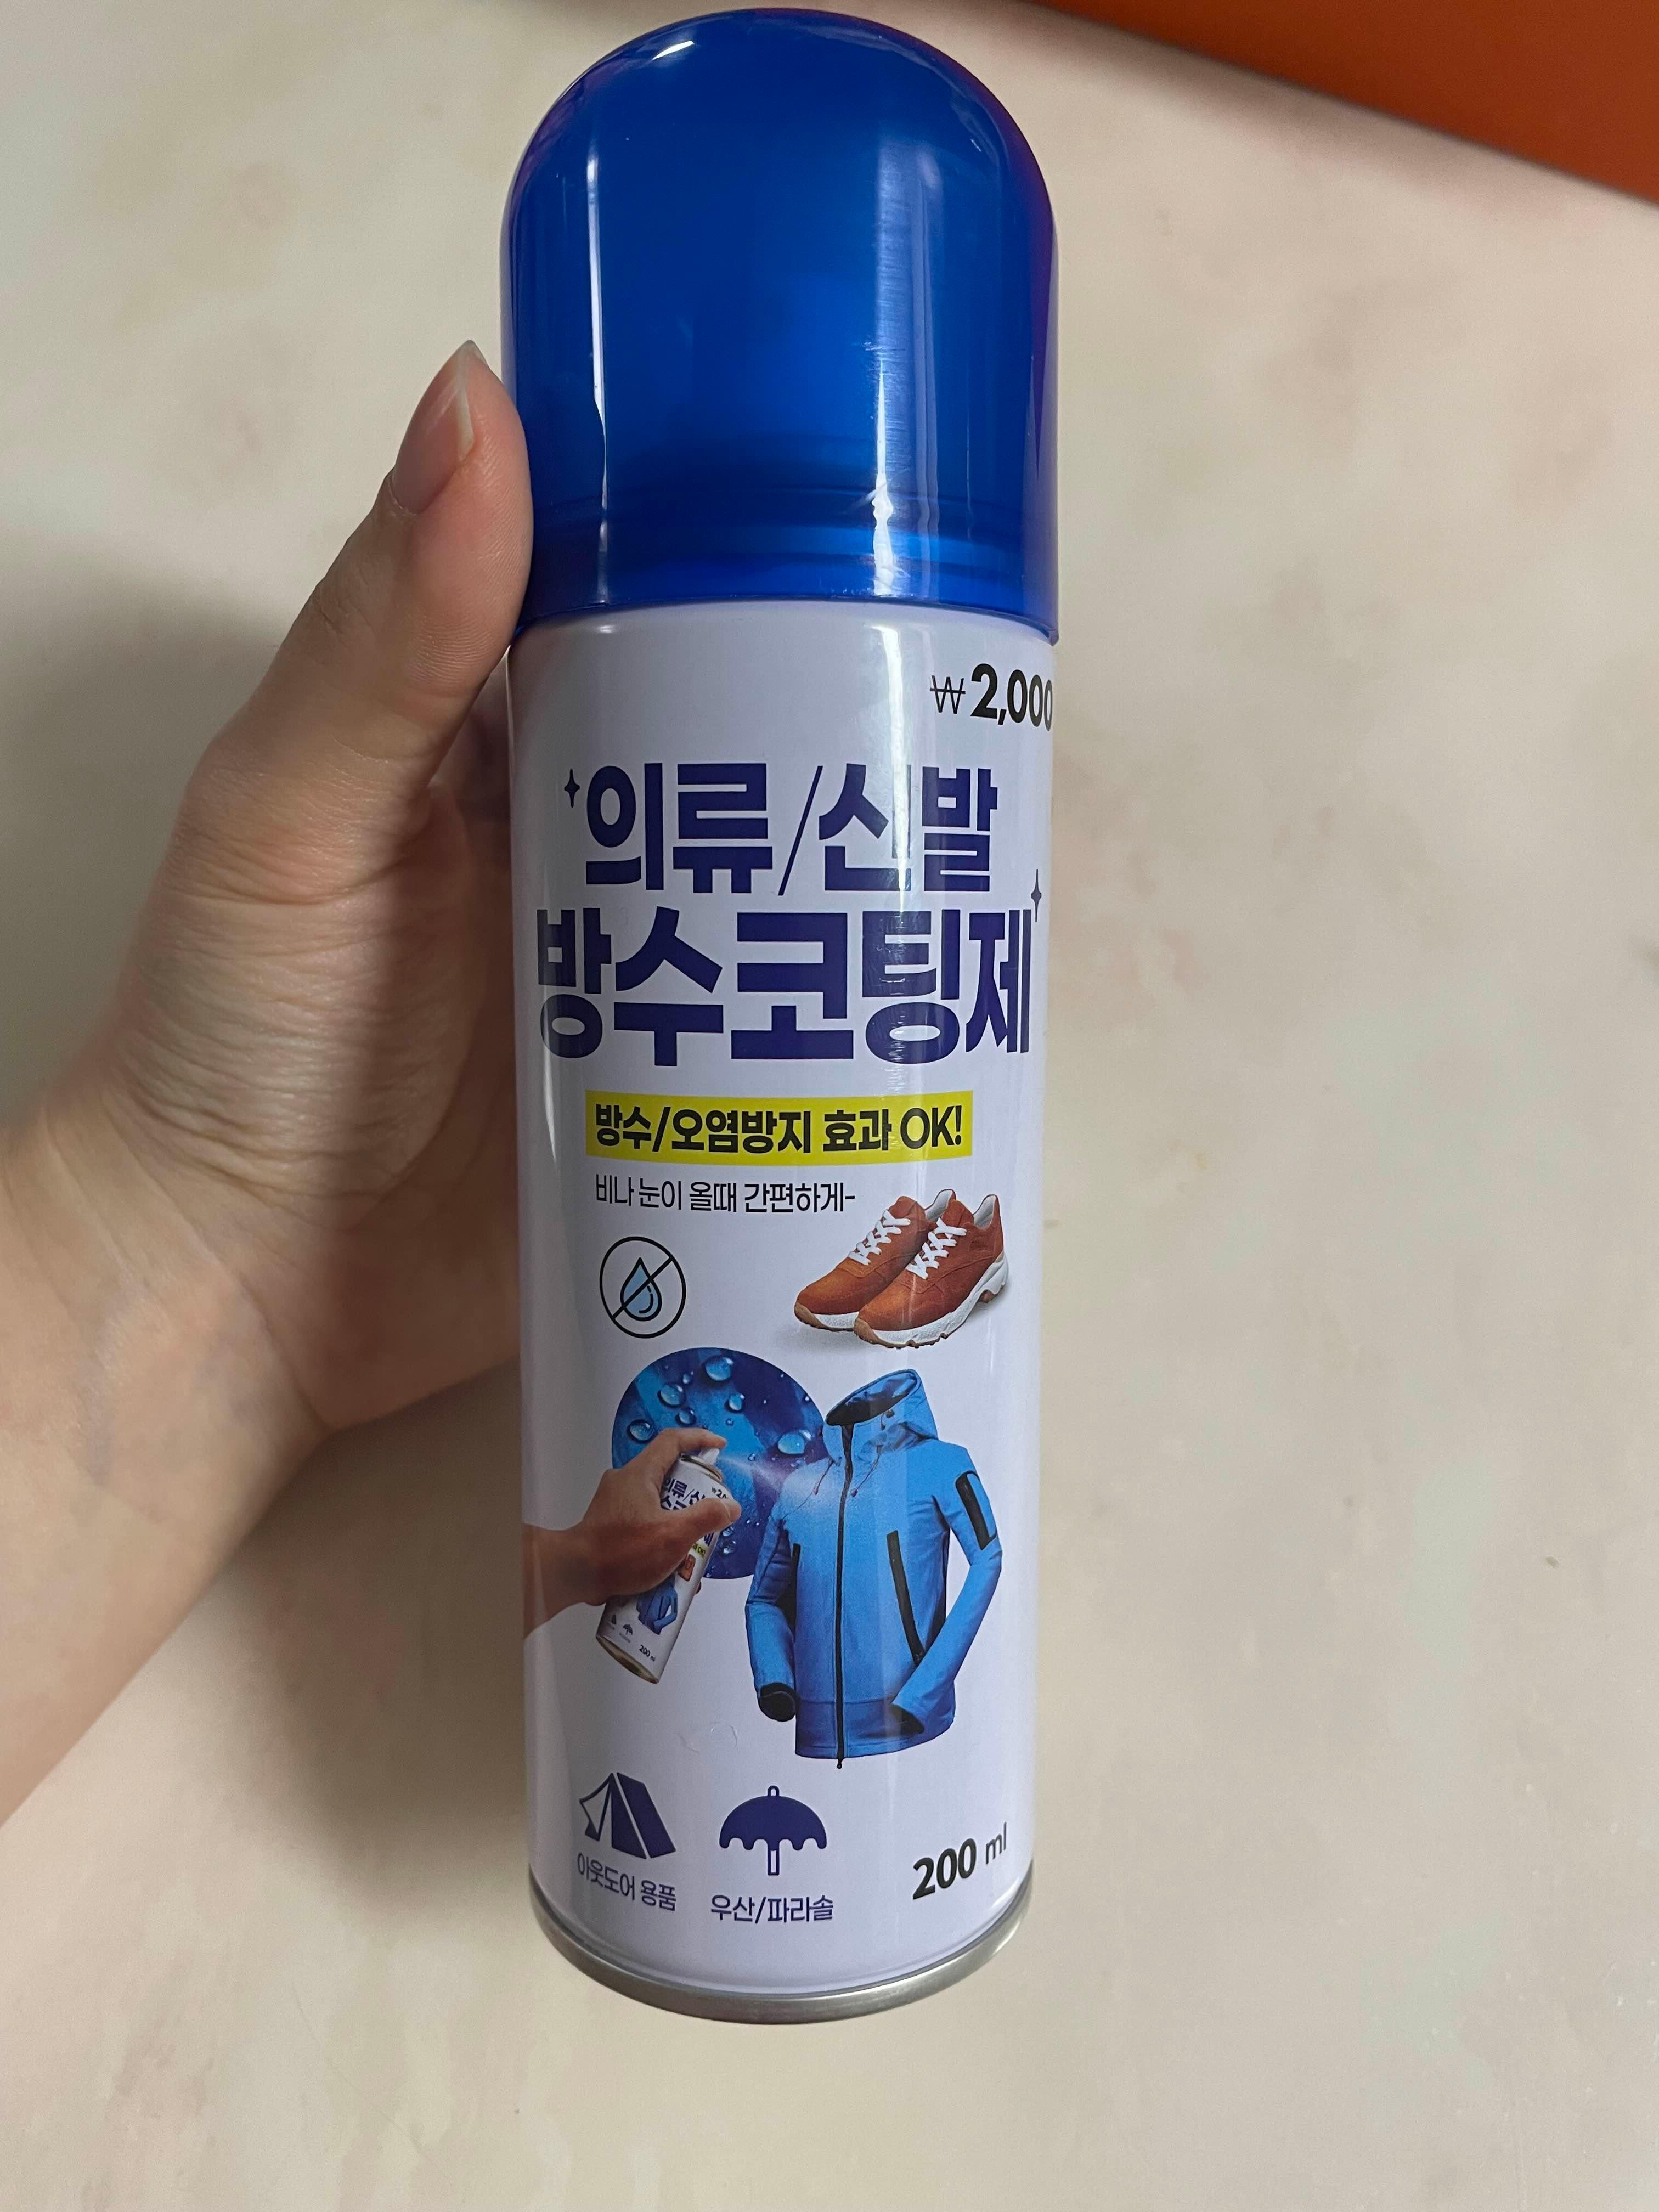 ₩2,000
의류/신발
방수코팅제
방수/오염방지 효과 OK!
비나 눈이 올때 간편하게-
아웃도어 용품
우산/파라솔
200 ml